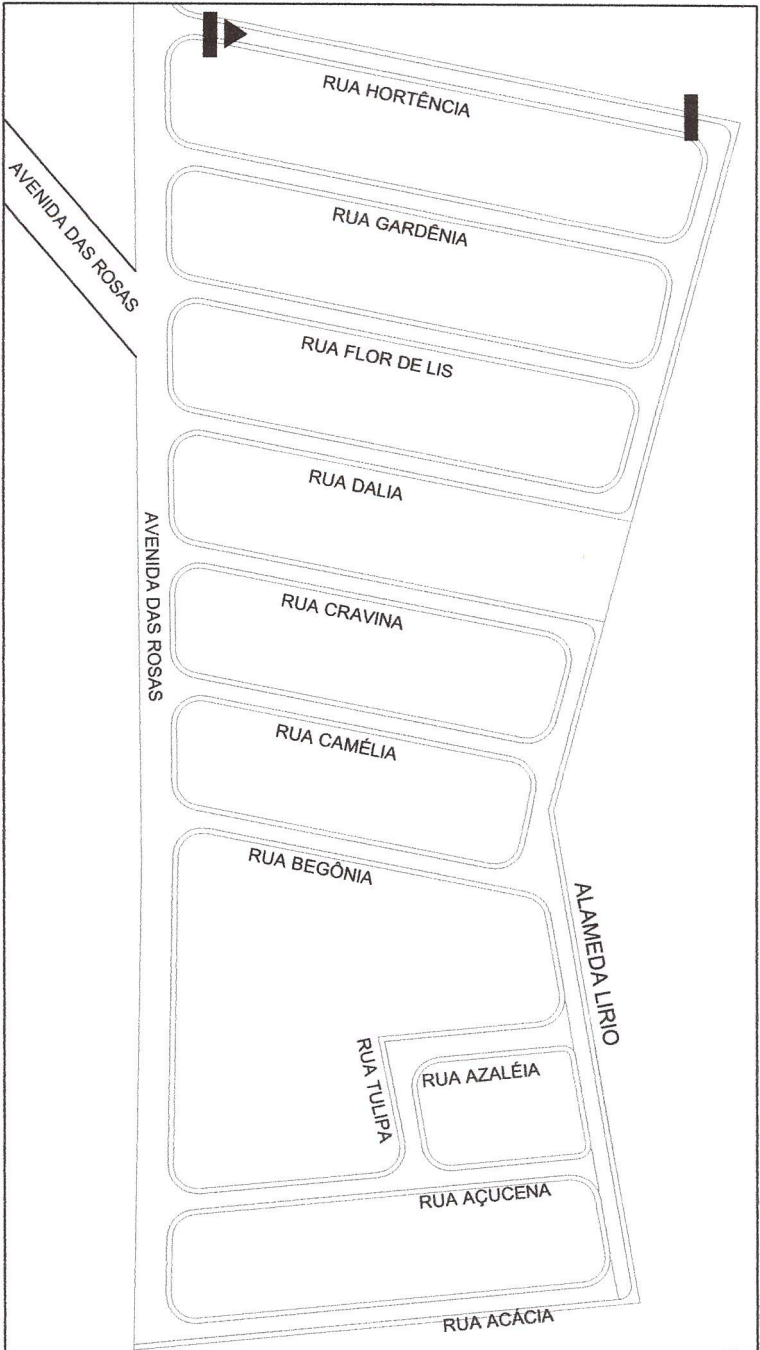 RUA HORTÊNCIA
AVENIDA DAS ROSAS
RUA GARDÊNIA
RUA FLOR DE LIS
RUA DALIA
AVENIDA DAS ROSAS
RUA CRAVINA
RUA CAMÉLIA
RUA BEGÔNIA
ALAMEDA LIRIO
RUA TULIPA
RUA AZALÉIA
RUA AÇUCENA
RUA ACÁCIA